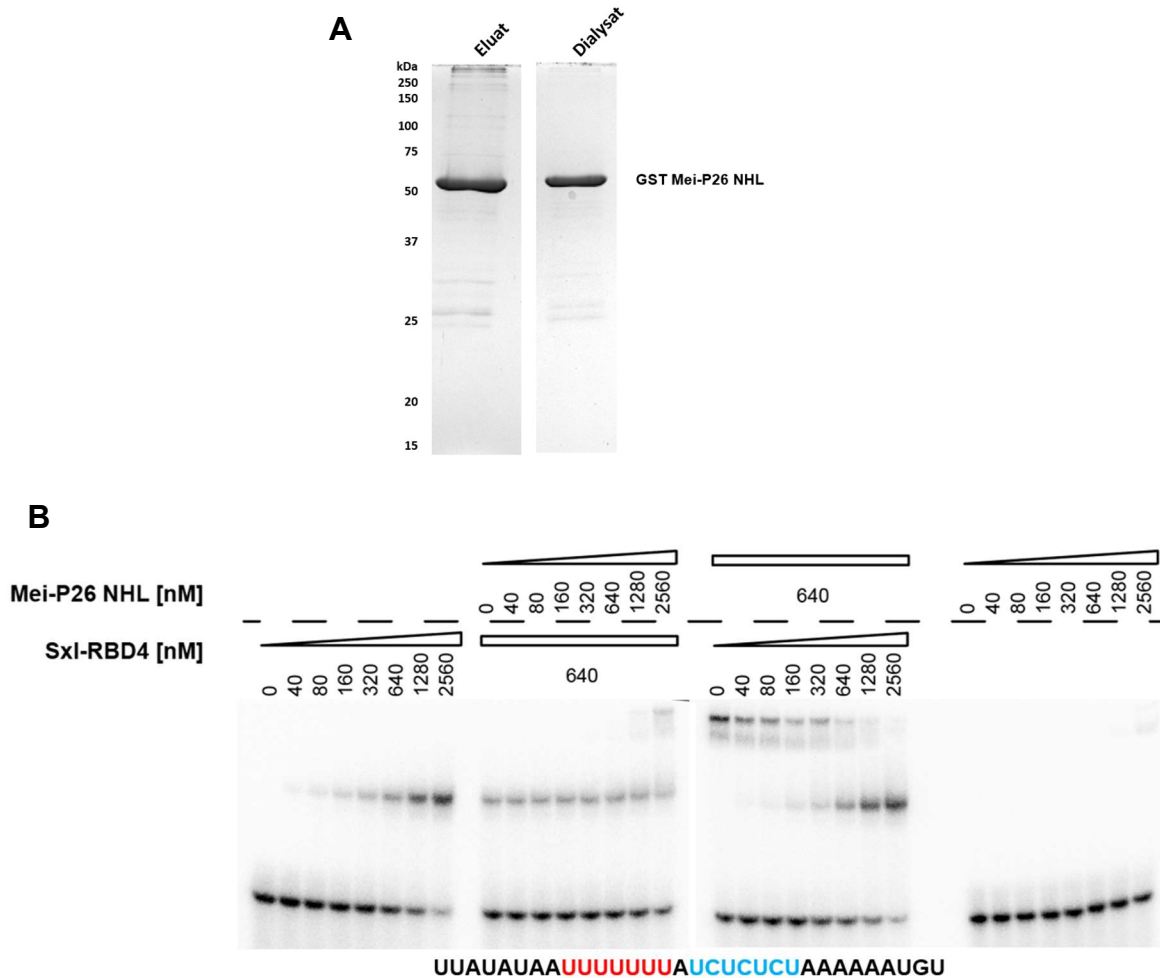 A
Eluat
Dialysat
kDa
250
150
100
75
50
37
25
20
15
GST Mei-P26 NHL
B
Mei-P26 NHL [nM]
0 40 80 160 320 640 1280 2560
640
0 40 80 160 320 640 1280 2560
Sxl-RBD4 [nM]
0 40 80 160 320 640 1280 2560
640
0 40 80 160 320 640 1280 2560
UUAUAUAAUUUUUUUAUCUCUCUAAAAAAUGU